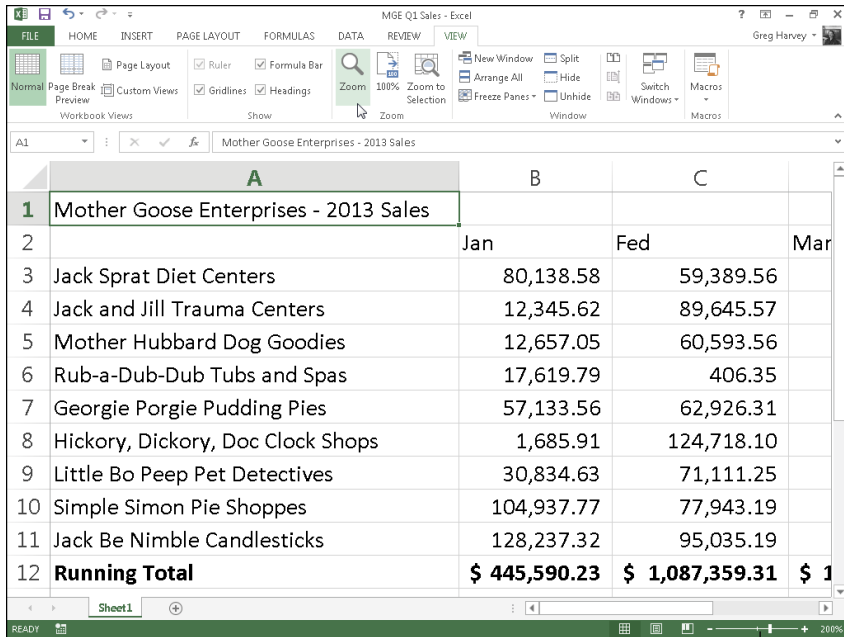 MGE Q1 Sales - Excel
FILE HOME INSERT PAGE LAYOUT FORMULAS DATA REVIEW VIEW Greg Harvey
Normal Page Break Preview Page Layout Custom Views
Workbook Views
Ruler Formula Bar Gridlines Headings
Show
Zoom 100% Zoom to Selection
Zoom
New Window Arrange All Freeze Panes Split Hide Unhide Switch Windows
Window
Macros
Macros
A1 fx Mother Goose Enterprises - 2013 Sales
A B C
1 Mother Goose Enterprises - 2013 Sales
2 Jan Fed Mar
3 Jack Sprat Diet Centers 80,138.58 59,389.56
4 Jack and Jill Trauma Centers 12,345.62 89,645.57
5 Mother Hubbard Dog Goodies 12,657.05 60,593.56
6 Rub-a-Dub-Dub Tubs and Spas 17,619.79 406.35
7 Georgie Porgie Pudding Pies 57,133.56 62,926.31
8 Hickory, Dickory, Doc Clock Shops 1,685.91 124,718.10
9 Little Bo Peep Pet Detectives 30,834.63 71,111.25
10 Simple Simon Pie Shoppes 104,937.77 77,943.19
11 Jack Be Nimble Candlesticks 128,237.32 95,035.19
12 Running Total $ 445,590.23 $ 1,087,359.31 $ 1
Sheet1
READY 200%